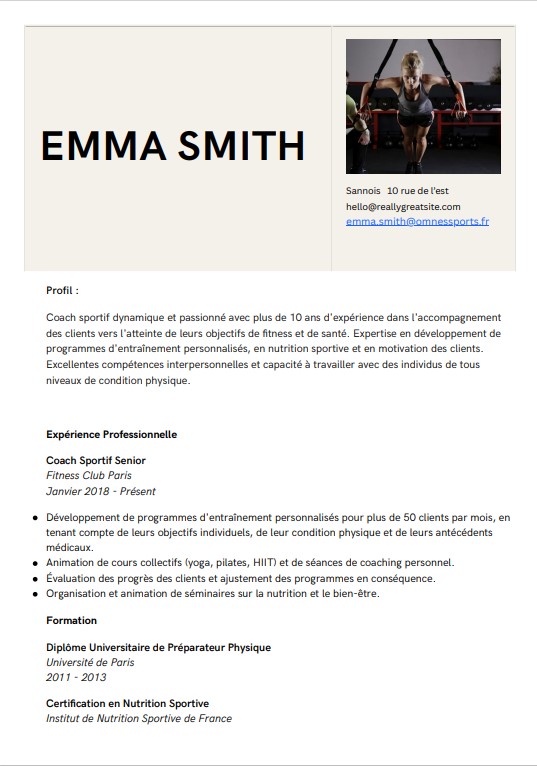 EMMA SMITH
Sannois 10 rue de l'est
hello@reallygreatsite.com
emma.smith@omnessports.fr
Profil :
Coach sportif dynamique et passionné avec plus de 10 ans d'expérience dans l'accompagnement
des clients vers l'atteinte de leurs objectifs de fitness et de santé. Expertise en développement de
programmes d'entraînement personnalisés, en nutrition sportive et en motivation des clients.
Excellentes compétences interpersonnelles et capacité à travailler avec des individus de tous
niveaux de condition physique.
Expérience Professionnelle
Coach Sportif Senior
Fitness Club Paris
Janvier 2018 - Présent
● Développement de programmes d'entraînement personnalisés pour plus de 50 clients par mois, en
tenant compte de leurs objectifs individuels, de leur condition physique et de leurs antécédents
médicaux.
● Animation de cours collectifs (yoga, pilates, HIIT) et de séances de coaching personnel.
● Évaluation des progrès des clients et ajustement des programmes en conséquence.
● Organisation et animation de séminaires sur la nutrition et le bien-être.
Formation
Diplôme Universitaire de Préparateur Physique
Université de Paris
2011 - 2013
Certification en Nutrition Sportive
Institut de Nutrition Sportive de France